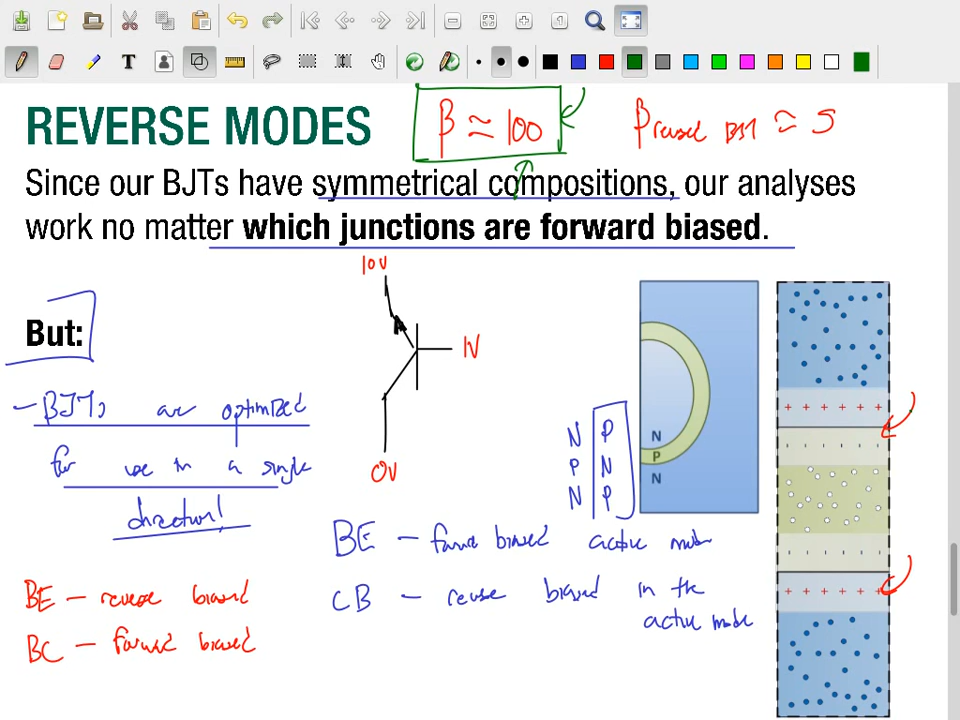 REVERSE MODES
β ≃ 100
β reversed BJT ≃ 5
Since our BJTs have symmetrical compositions, our analyses
work no matter which junctions are forward biased.
But:
- BJTs are optimized
for use in a single
direction!
10V
1V
0V
N P
P N
N P
N
P
N
BE - forward biased active mode
CB - reverse biased in the
active mode
BE - reverse biased
BC - forward biased